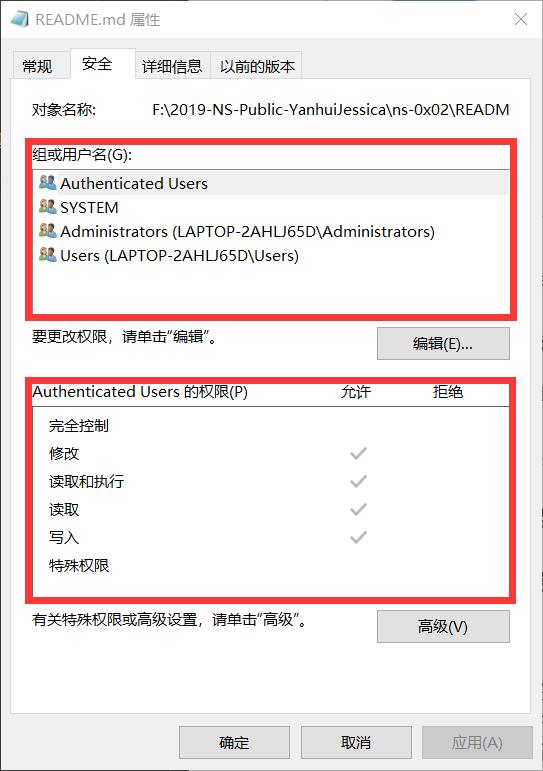 README.md 属性
常规 安全 详细信息 以前的版本
对象名称: F:\2019-NS-Public-YanhuiJessica\ns-0x02\READM
组或用户名(G):
Authenticated Users
SYSTEM
Administrators (LAPTOP-2AHLJ65D\Administrators)
Users (LAPTOP-2AHLJ65D\Users)
要更改权限，请单击“编辑”。 编辑(E)...
Authenticated Users 的权限(P) 允许 拒绝
完全控制
修改
读取和执行
读取
写入
特殊权限
有关特殊权限或高级设置，请单击“高级”。 高级(V)
确定 取消 应用(A)